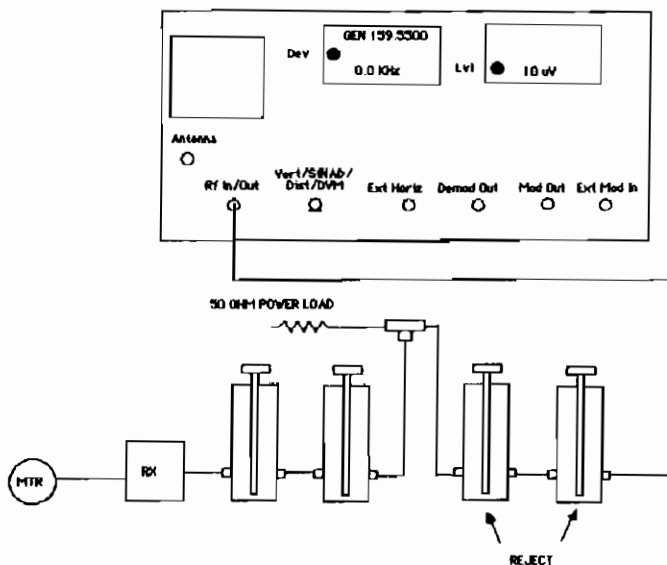 GEN 159.5500
Dev
0.0 KHz
Lvl
10 uV
Antenna
Rf In/Out
Vert/SINAD/
Dist/DVM
Ext Horiz
Demod Out
Mod Out
Ext Mod In
50 OHM POWER LOAD
MTR
RX
REJECT